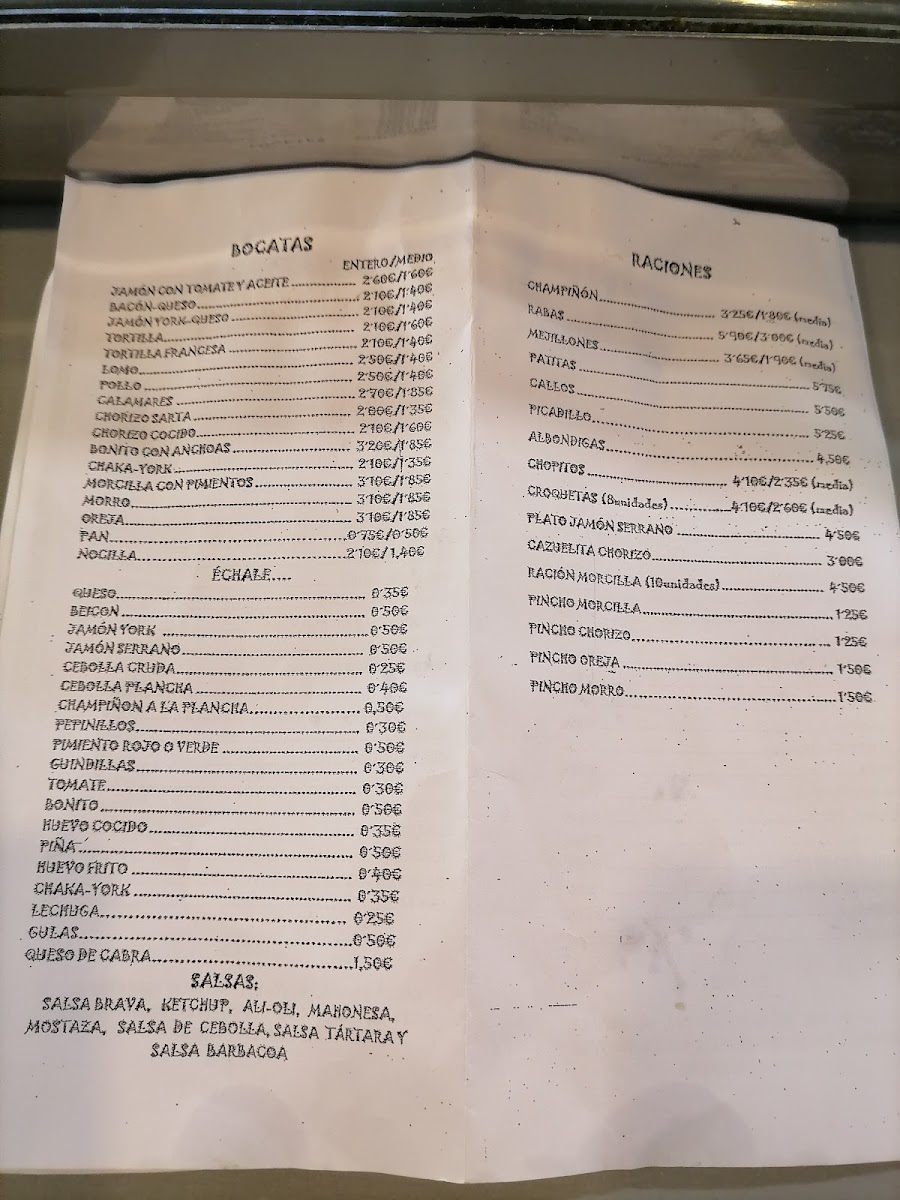 BOCATAS
ENTERO/MEDIO
JAMÓN CON TOMATE Y ACEITE 2'60€/1'60€
BACÓN-QUESO 2'10€/1'40€
JAMÓN YORK-QUESO 2'10€/1'40€
TORTILLA 2'10€/1'60€
TORTILLA FRANCESA 2'10€/1'40€
LOMO 2'50€/1'40€
POLLO 2'50€/1'40€
CALAMARES 2'70€/1'85€
CHORIZO SARTA 2'00€/1'35€
CHORIZO COCIDO 2'10€/1'60€
BONITO CON ANCHOAS 3'20€/1'85€
CHAKA-YORK 2'10€/1'35€
MORCILLA CON PIMIENTOS 3'10€/1'85€
MORRO 3'10€/1'85€
OREJA 3'10€/1'85€
PAN 0'75€/0'50€
NOCILLA 2'10€/1,40€
ÉCHALE....
QUESO 0'35€
BEICON 0'50€
JAMÓN YORK 0'50€
JAMÓN SERRANO 0'50€
CEBOLLA CRUDA 0'25€
CEBOLLA PLANCHA 0'40€
CHAMPIÑON A LA PLANCHA 0,50€
PEPINILLOS 0'30€
PIMIENTO ROJO O VERDE 0'50€
GUINDILLAS 0'30€
TOMATE 0'30€
BONITO 0'50€
HUEVO COCIDO 0'35€
PIÑA 0'50€
HUEVO FRITO 0'40€
CHAKA-YORK 0'35€
LECHUGA 0'25€
GULAS 0'50€
QUESO DE CABRA 1,50€
SALSAS:
SALSA BRAVA, KETCHUP, ALI-OLI, MAHONESA,
MOSTAZA, SALSA DE CEBOLLA, SALSA TÁRTARA Y
SALSA BARBACOA
RACIONES
CHAMPIÑÓN 3'25€/1'80€ (media)
RABAS 5'90€/3'00€ (media)
MEJILLONES 3'65€/1'90€ (media)
PATITAS 5'75€
CALLOS 5'50€
PICADILLO 5'25€
ALBONDIGAS 4,50€
CHOPITOS 4'10€/2'35€ (media)
CROQUETAS (8unidades) 4'10€/2'60€ (media)
PLATO JAMÓN SERRANO 4'50€
CAZUELITA CHORIZO 3'00€
RACIÓN MORCILLA (10unidades) 4'50€
PINCHO MORCILLA 1'25€
PINCHO CHORIZO 1'25€
PINCHO OREJA 1'50€
PINCHO MORRO 1'50€